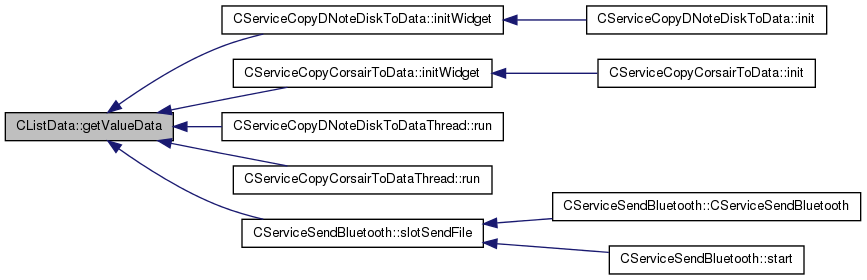 CServiceCopyDNoteDiskToData::initWidget
CServiceCopyDNoteDiskToData::init
CServiceCopyCorsairToData::initWidget
CServiceCopyCorsairToData::init
CListData::getValueData
CServiceCopyDNoteDiskToDataThread::run
CServiceCopyCorsairToDataThread::run
CServiceSendBluetooth::CServiceSendBluetooth
CServiceSendBluetooth::slotSendFile
CServiceSendBluetooth::start